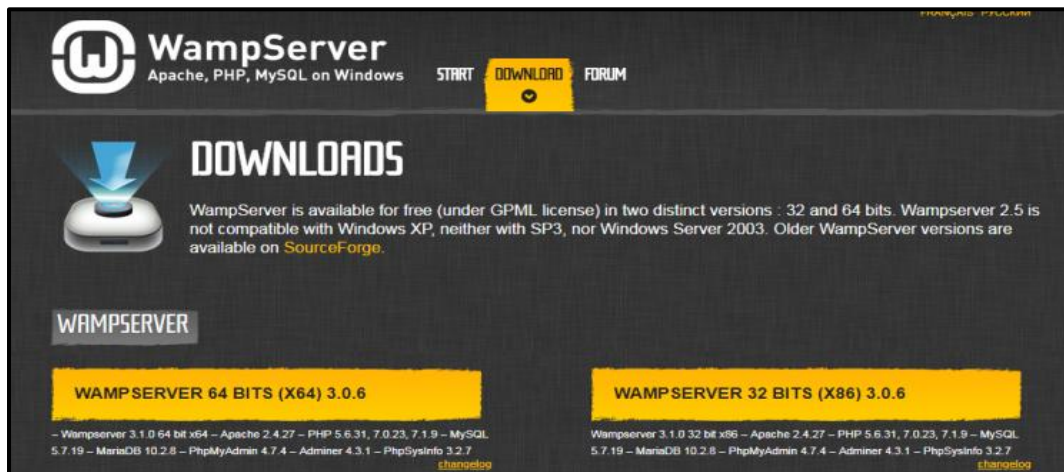 FRANÇAIS РУССКИЙ
WampServer
Apache, PHP, MySQL on Windows
START DOWNLOAD FORUM
DOWNLOADS
WampServer is available for free (under GPML license) in two distinct versions : 32 and 64 bits. Wampserver 2.5 is
not compatible with Windows XP, neither with SP3, nor Windows Server 2003. Older WampServer versions are
available on SourceForge.
WAMPSERVER
WAMPSERVER 64 BITS (X64) 3.0.6
– Wampserver 3.1.0 64 bit x64 – Apache 2.4.27 – PHP 5.6.31, 7.0.23, 7.1.9 – MySQL
5.7.19 – MariaDB 10.2.8 – PhpMyAdmin 4.7.4 – Adminer 4.3.1 – PhpSysInfo 3.2.7
changelog
WAMPSERVER 32 BITS (X86) 3.0.6
Wampserver 3.1.0 32 bit x86 – Apache 2.4.27 – PHP 5.6.31, 7.0.23, 7.1.9 – MySQL
5.7.19 – MariaDB 10.2.8 – PhpMyAdmin 4.7.4 – Adminer 4.3.1 – PhpSysInfo 3.2.7
changelog